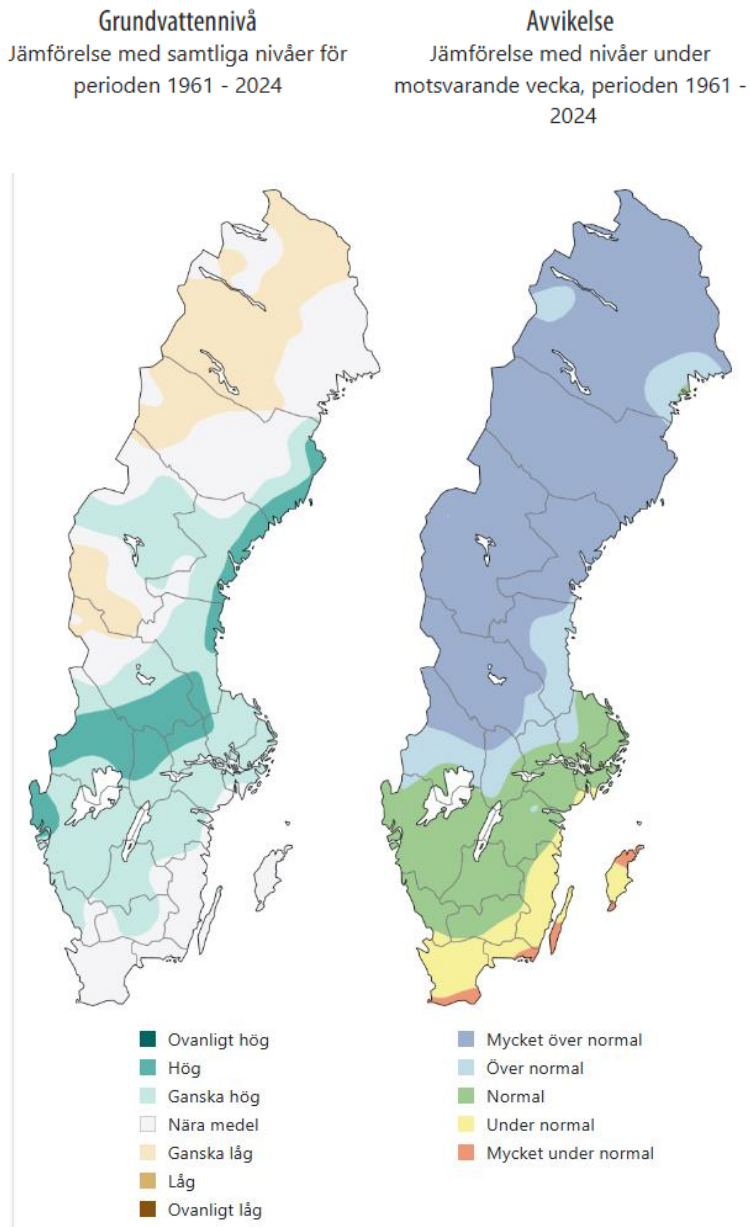 Grundvattennivå
Jämförelse med samtliga nivåer för
perioden 1961 - 2024
Avvikelse
Jämförelse med nivåer under
motsvarande vecka, perioden 1961 -
2024
Ovanligt hög
Hög
Ganska hög
Nära medel
Ganska låg
Låg
Ovanligt låg
Mycket över normal
Över normal
Normal
Under normal
Mycket under normal